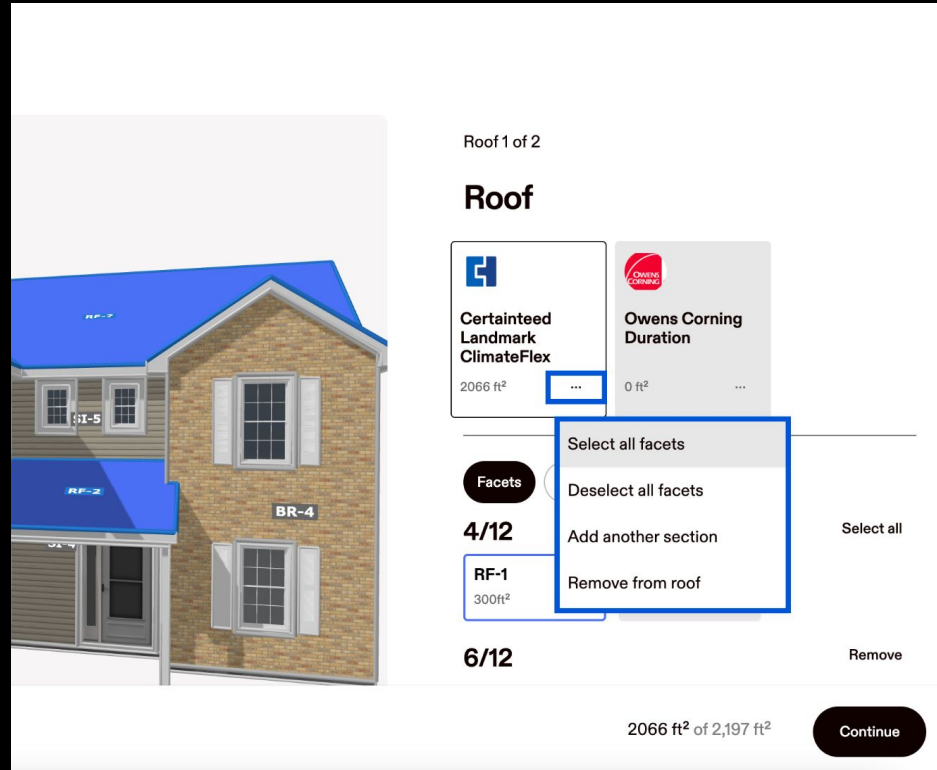 Roof 1 of 2
Roof
OWENS
CORNING
Certainteed
Landmark
ClimateFlex
2066 ft²
...
Owens Corning
Duration
0 ft²
...
Select all facets
Deselect all facets
Add another section
Remove from roof
Facets
4/12
Select all
RF-1
300ft²
6/12
Remove
RF-7
SI-5
RF-2
BR-4
2066 ft² of 2,197 ft²
Continue